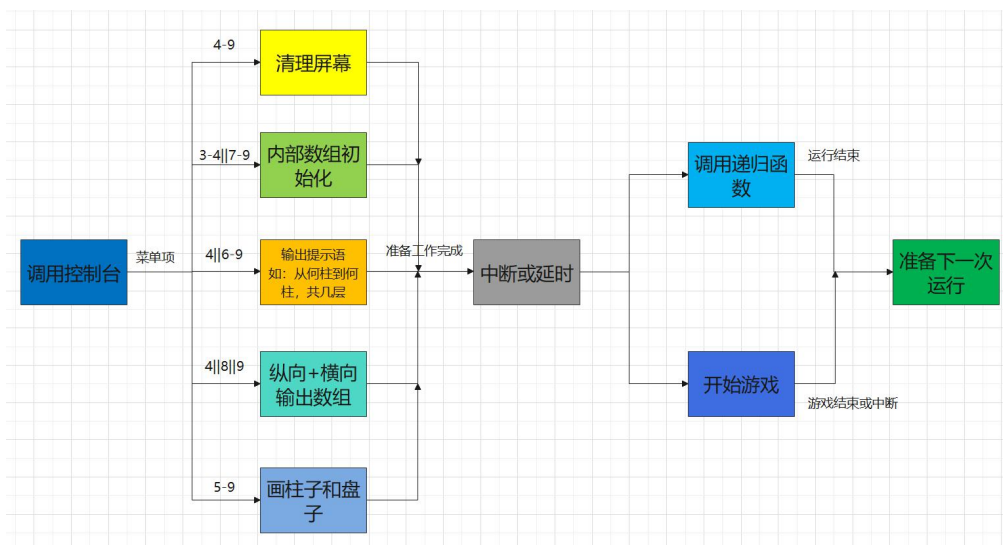 4-9
清理屏幕
3-4||7-9
内部数组初
始化
调用递归函
数
运行结束
调用控制台
菜单项
4||6-9
输出提示语
如：从何柱到何
柱，共几层
准备工作完成
中断或延时
准备下一次
运行
4||8||9
纵向+横向
输出数组
开始游戏
游戏结束或中断
5-9
画柱子和盘
子